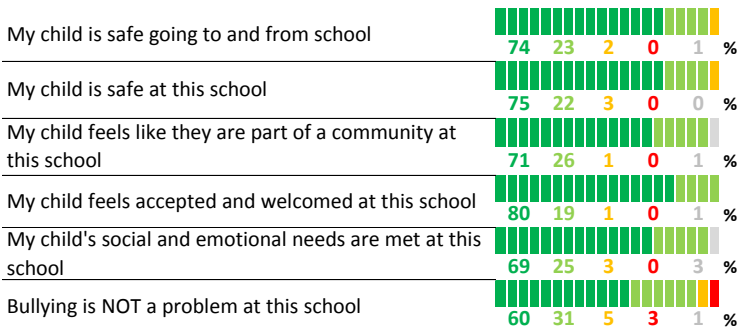 My child is safe going to and from school
74 23 2 0 1 %
My child is safe at this school
75 22 3 0 0 %
My child feels like they are part of a community at
this school
71 26 1 0 1 %
My child feels accepted and welcomed at this school
80 19 1 0 1 %
My child's social and emotional needs are met at this
school
69 25 3 0 3 %
Bullying is NOT a problem at this school
60 31 5 3 1 %